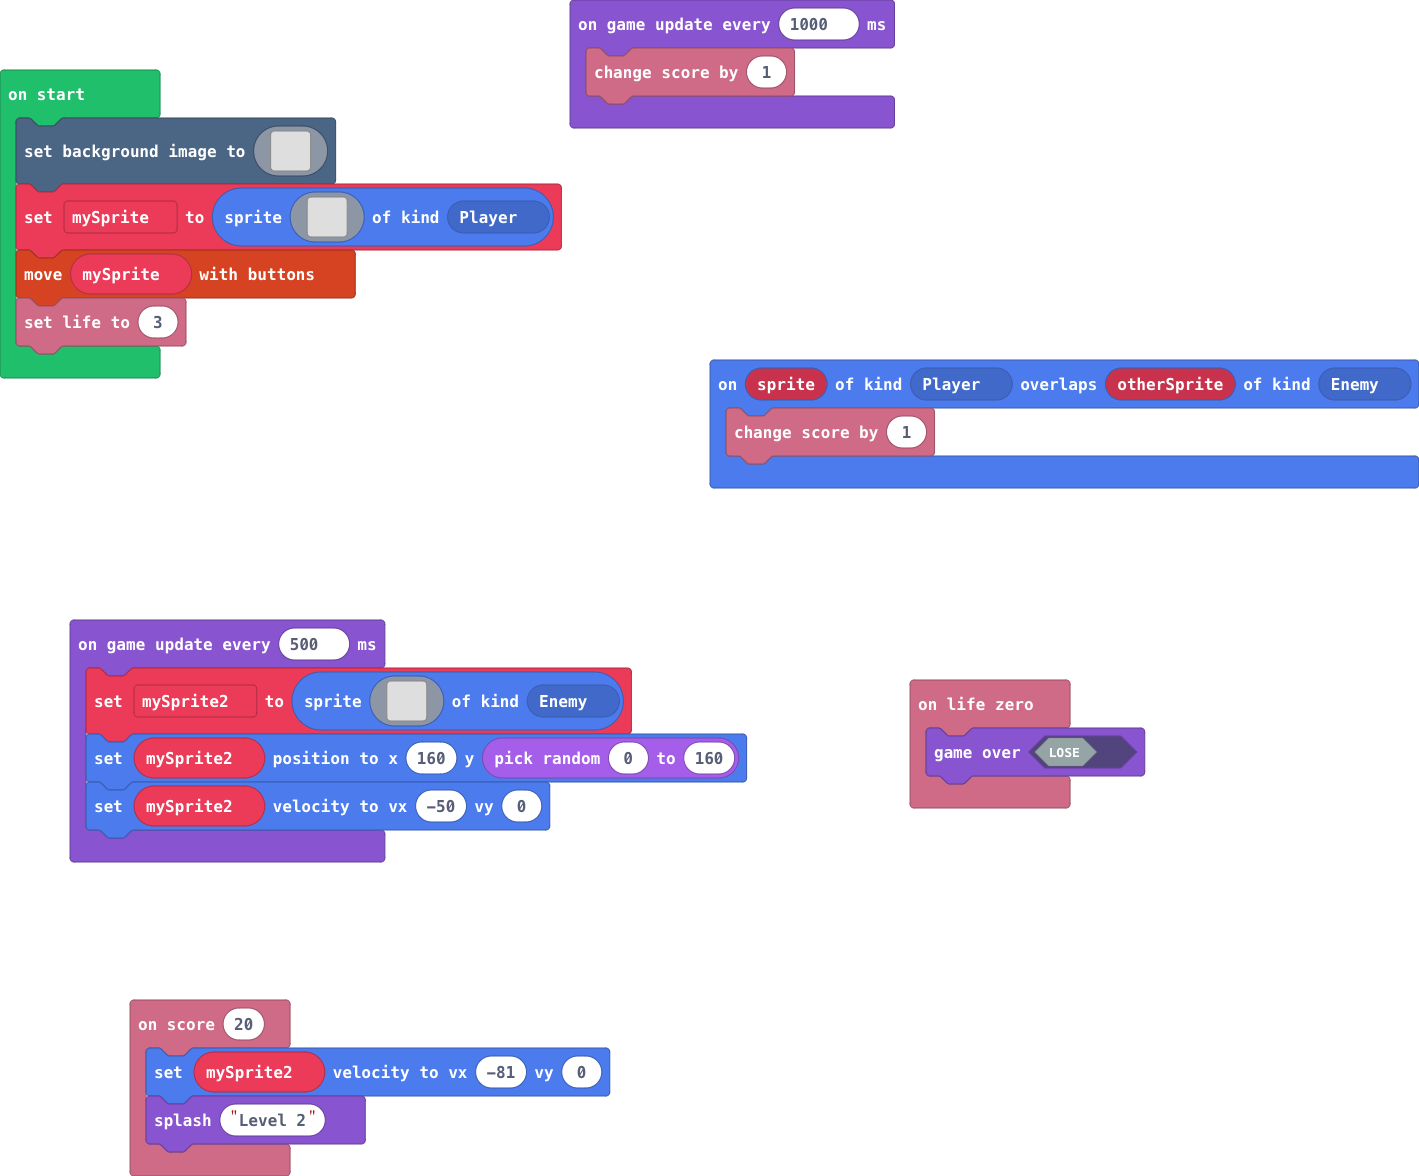 on game update every 1000 ms
change score by 1
on start
set background image to
set mySprite to sprite of kind Player
move mySprite with buttons
set life to 3
on sprite of kind Player overlaps otherSprite of kind Enemy
change score by 1
on game update every 500 ms
set mySprite2 to sprite of kind Enemy
set mySprite2 position to x 160 y pick random 0 to 160
set mySprite2 velocity to vx -50 vy 0
on life zero
game over LOSE
on score 20
set mySprite2 velocity to vx -81 vy 0
splash "Level 2"